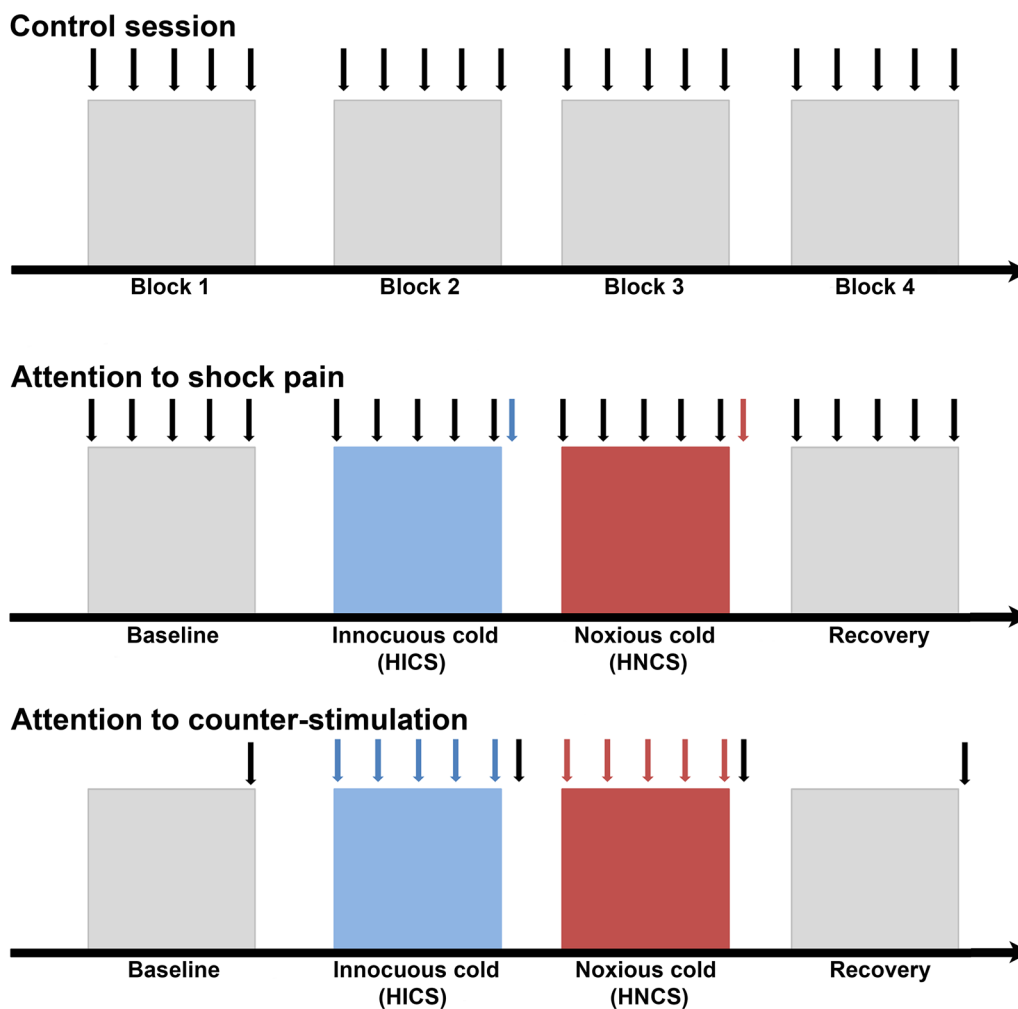 Control session
Block 1 Block 2 Block 3 Block 4
Attention to shock pain
Baseline Innocuous cold Noxious cold Recovery
(HICS) (HNCS)
Attention to counter-stimulation
Baseline Innocuous cold Noxious cold Recovery
(HICS) (HNCS)